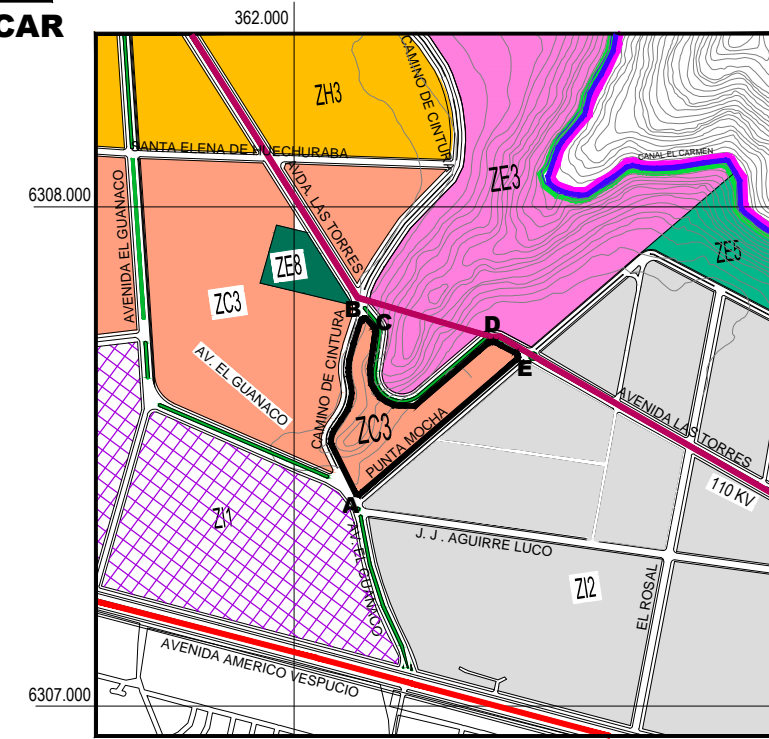 CAR
362.000
ZH3
CAMINO DE CINTURA
SANTA ELENA DE HUECHURABA
CANAL EL CARMEN
AVDA. LAS TORRES
ZE3
6308.000
AVENIDA EL GUANACO
ZE8
ZE5
ZC3
B
C
D
E
CAMINO DE CINTURA
AV. EL GUANACO
ZC3
PUNTA MOCHA
AVENIDA LAS TORRES
110 KV
A
ZI1
AV. EL GUANACO
J. J . AGUIRRE LUCO
ZI2
EL ROSAL
AVENIDA AMERICO VESPUCIO
6307.000